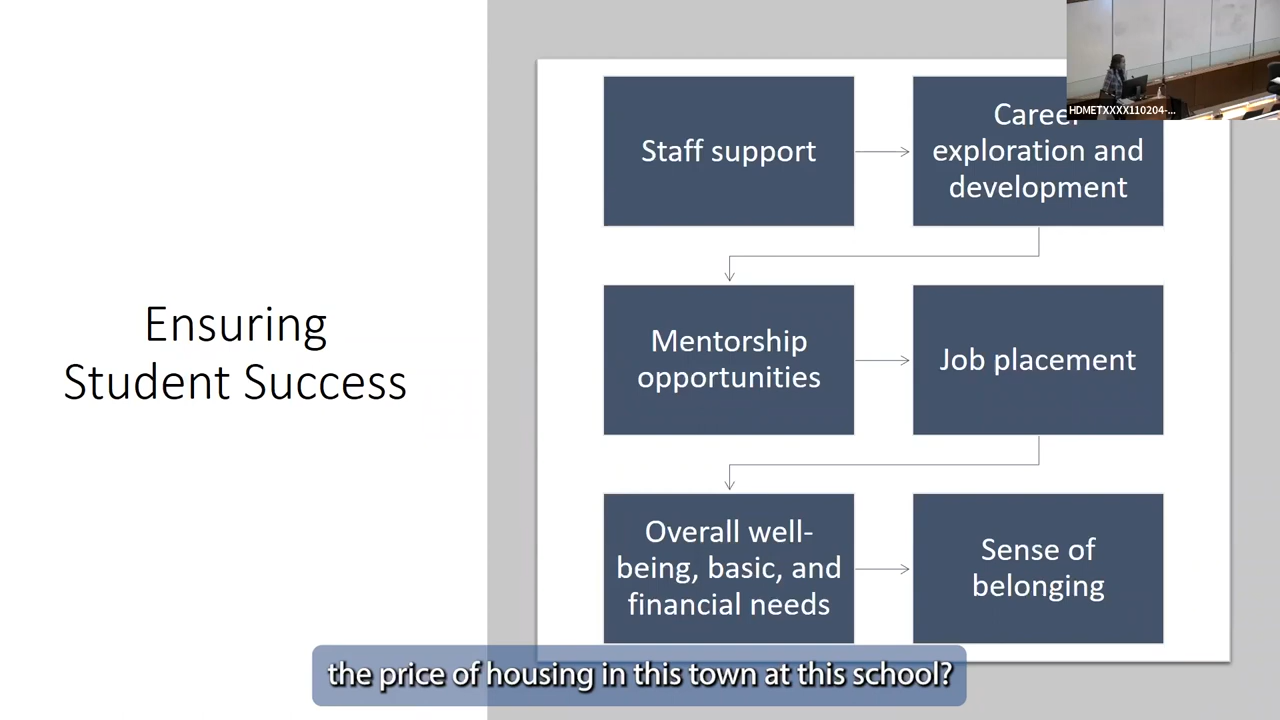 Ensuring
Student Success
Staff support
Career
exploration and
development
Mentorship
opportunities
Job placement
Overall well-
being, basic, and
financial needs
Sense of
belonging
HDMETXXXX110204-...
the price of housing in this town at this school?